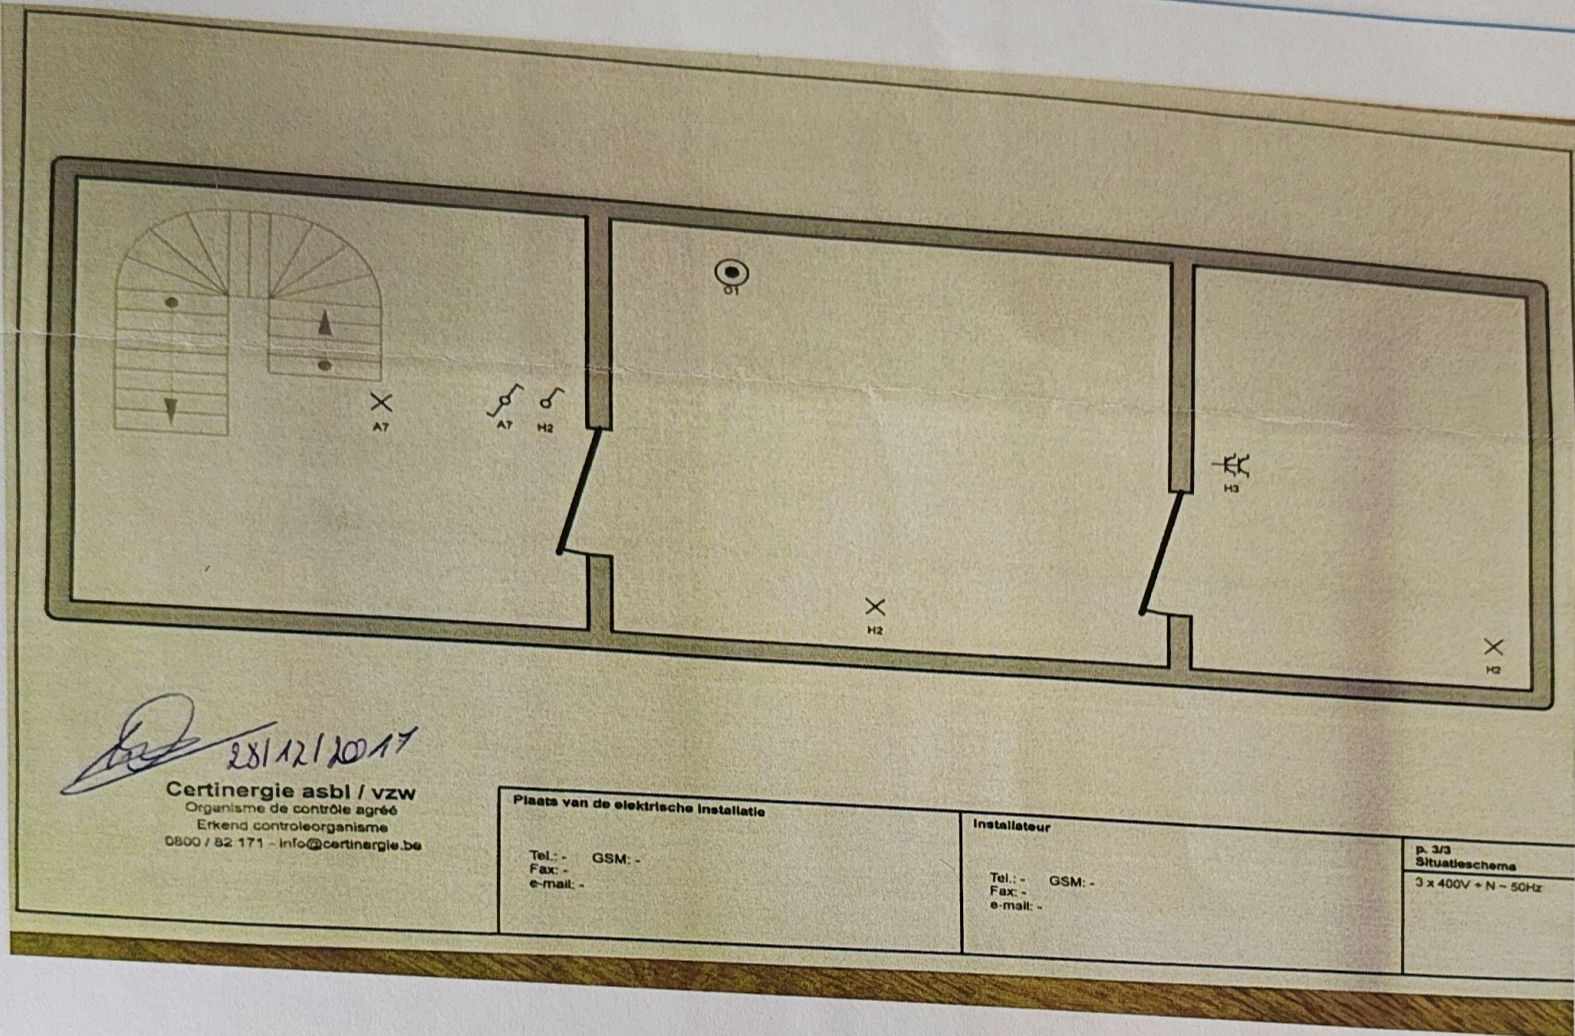 O1
A7
A7
H2
H3
H2
H2
28/12/2017
Certinergie asbl / vzw
Organisme de contrôle agréé
Erkend controleorganisme
0800 / 82 171 - info@certinergie.be
Plaats van de elektrische installatie
Tel.: - GSM: -
Fax: -
e-mail: -
Installateur
Tel.: - GSM: -
Fax: -
e-mail: -
p. 3/3
Situatieschema
3 x 400V + N ~ 50Hz